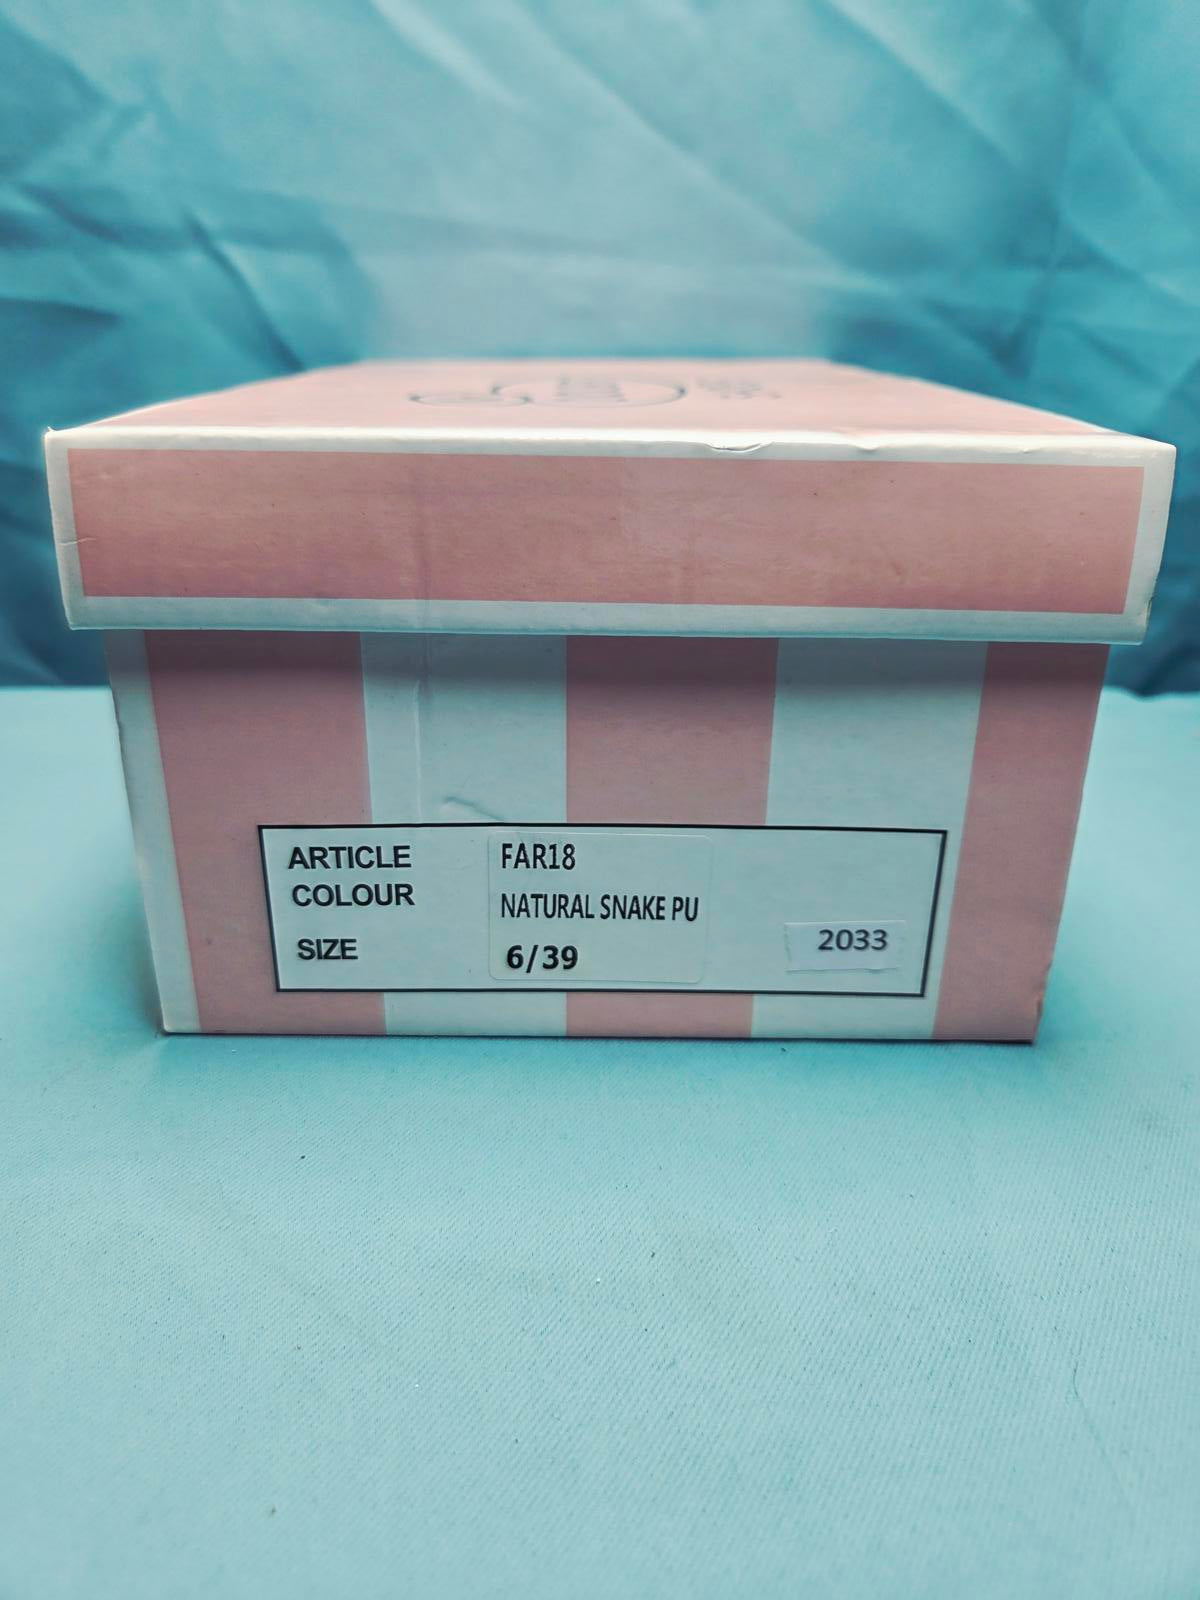 ARTICLE FAR18
COLOUR NATURAL SNAKE PU
SIZE 6/39 2033